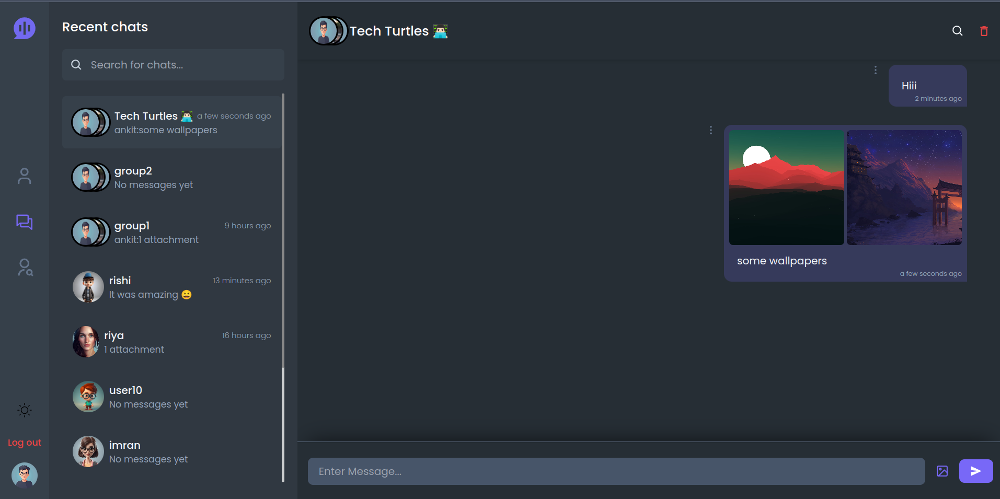 Recent chats
Search for chats...
Tech Turtles 👨🏻‍💻 a few seconds ago
ankit:some wallpapers
group2
No messages yet
group1 9 hours ago
ankit:1 attachment
rishi 13 minutes ago
It was amazing 😀
riya 16 hours ago
1 attachment
user10
No messages yet
imran
No messages yet
Log out
Tech Turtles 👨🏻‍💻
Hiii
2 minutes ago
some wallpapers
a few seconds ago
Enter Message...